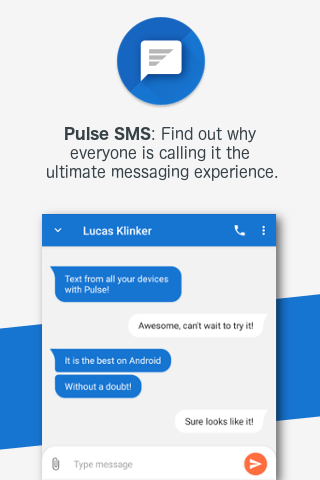 Pulse SMS: Find out why
everyone is calling it the
ultimate messaging experience.
Lucas Klinker
Text from all your devices
with Pulse!
Awesome, can't wait to try it!
It is the best on Android
Without a doubt!
Sure looks like it!
Type message